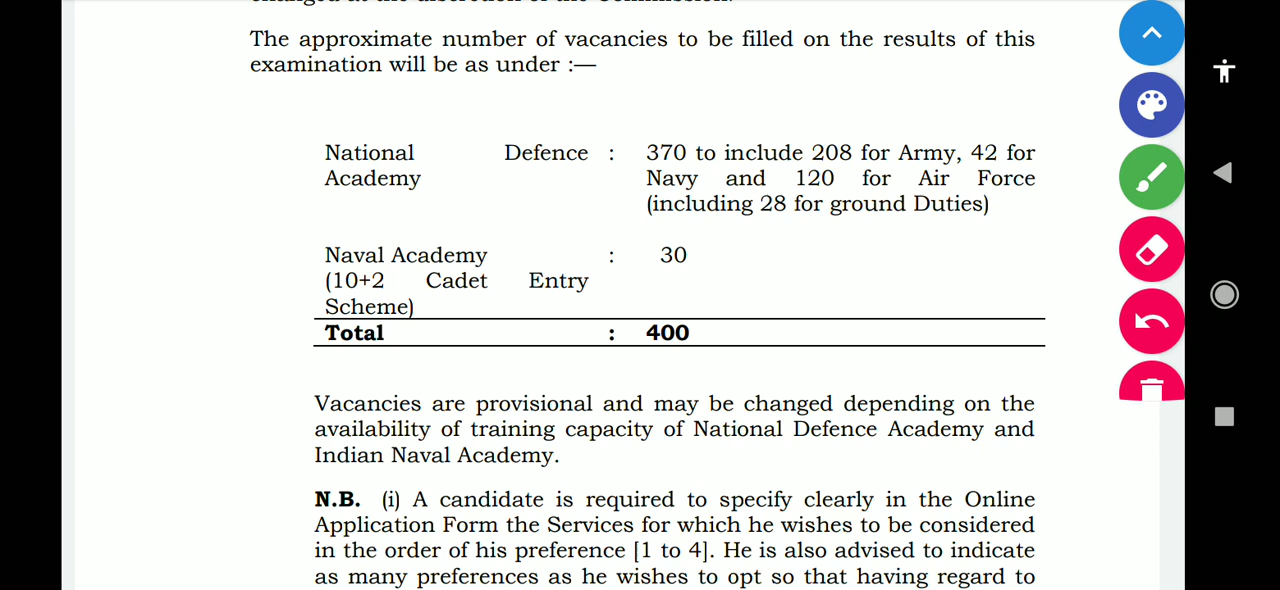 The approximate number of vacancies to be filled on the results of this
examination will be as under :—
National Defence : 370 to include 208 for Army, 42 for
Academy Navy and 120 for Air Force
(including 28 for ground Duties)
Naval Academy : 30
(10+2 Cadet Entry
Scheme)
Total : 400
Vacancies are provisional and may be changed depending on the
availability of training capacity of National Defence Academy and
Indian Naval Academy.
N.B. (i) A candidate is required to specify clearly in the Online
Application Form the Services for which he wishes to be considered
in the order of his preference [1 to 4]. He is also advised to indicate
as many preferences as he wishes to opt so that having regard to